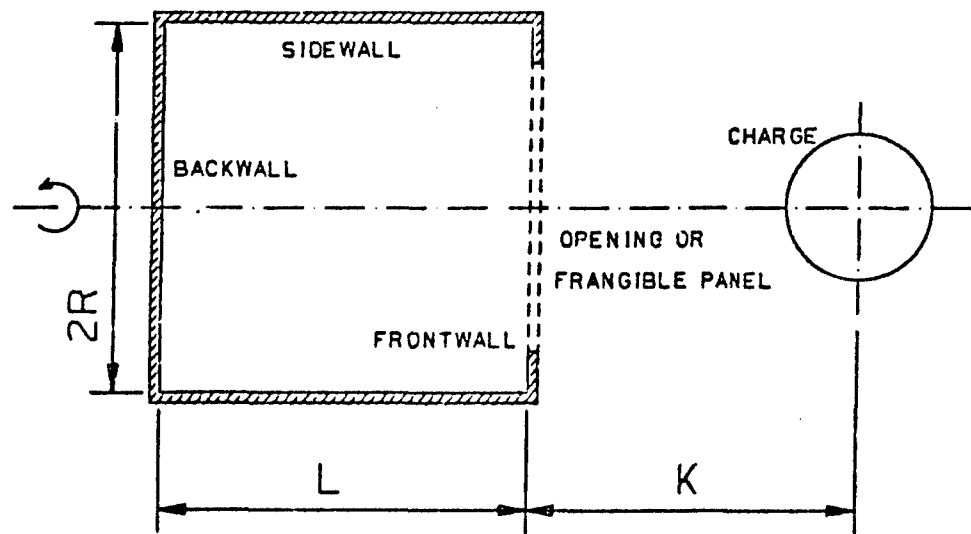 SIDEWALL
CHARGE
BACKWALL
2R
OPENING OR
FRANGIBLE PANEL
FRONTWALL
L
K